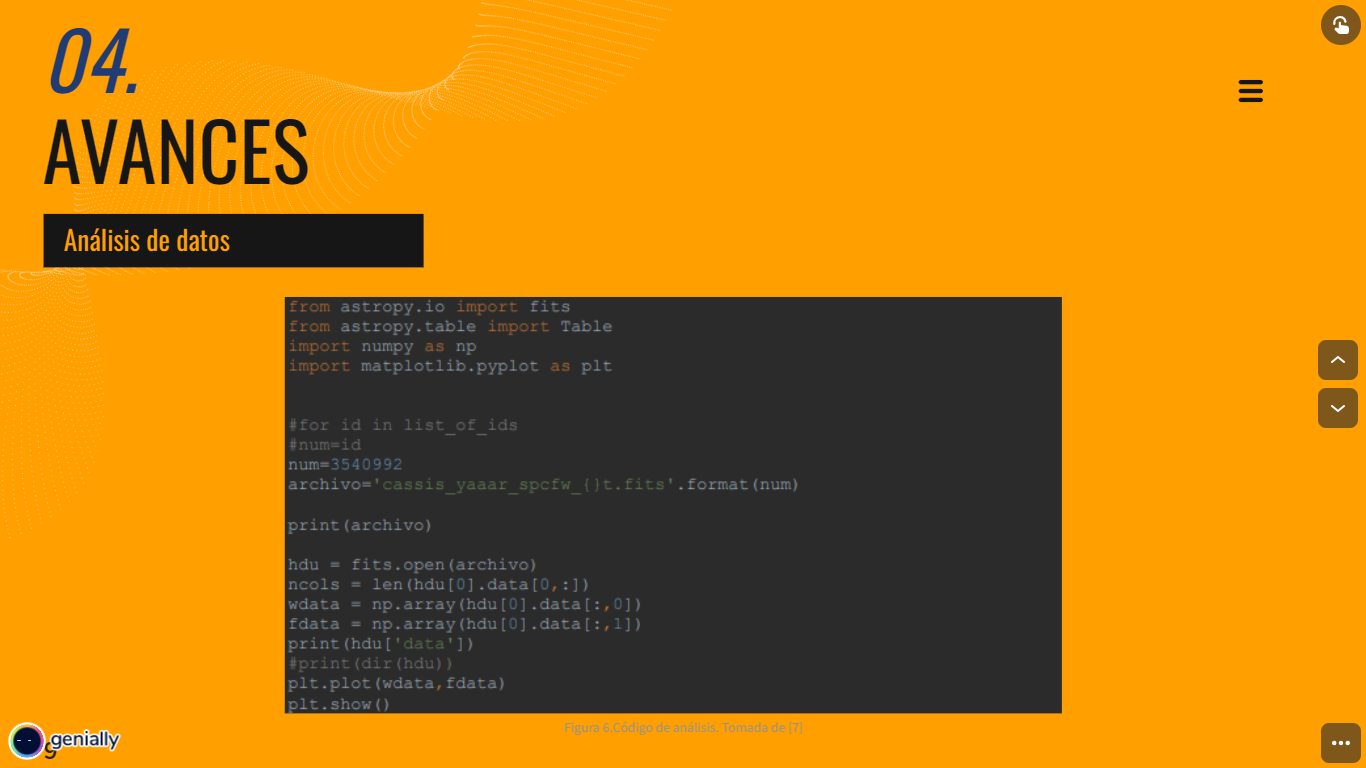 04.
AVANCES
Análisis de datos
from astropy.io import fits
from astropy.table import Table
import numpy as np
import matplotlib.pyplot as plt
#for id in list_of_ids
#num=id
num=3540992
archivo='cassis_yaaar_spcfw_{}t.fits'.format(num)
print(archivo)
hdu = fits.open(archivo)
ncols = len(hdu[0].data[0,:])
wdata = np.array(hdu[0].data[:,0])
fdata = np.array(hdu[0].data[:,1])
print(hdu['data'])
#print(dir(hdu))
plt.plot(wdata,fdata)
plt.show()
Figura 6.Código de análisis. Tomada de [7]
genially